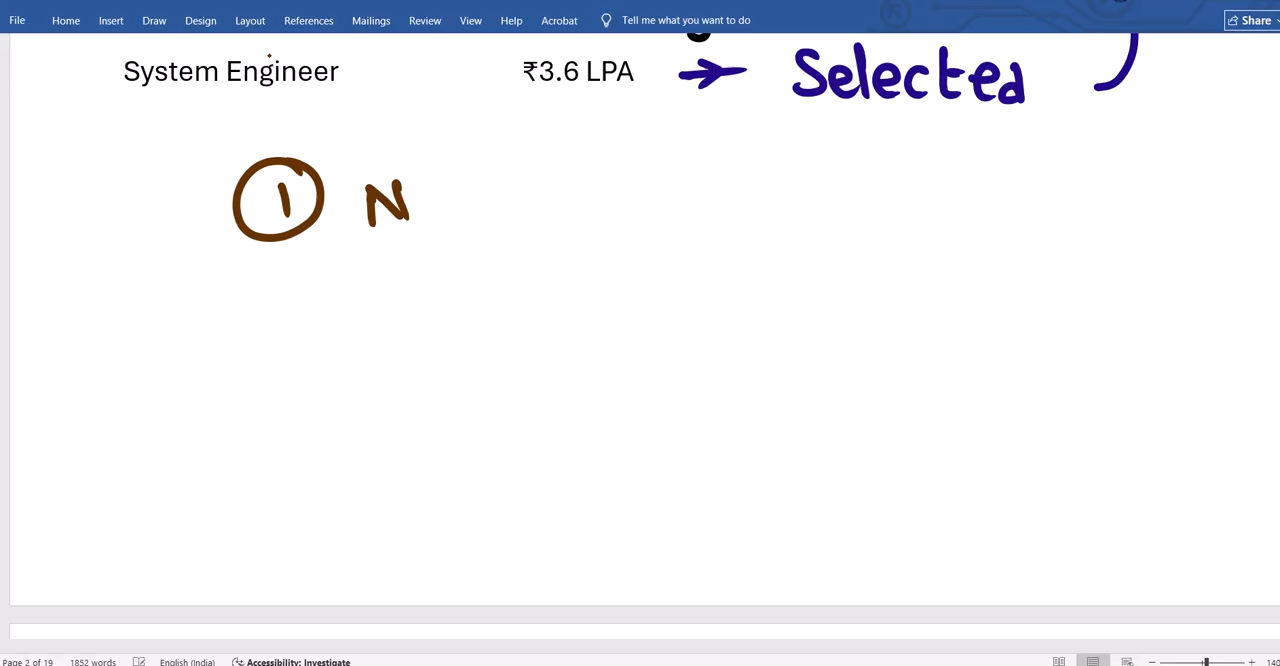 File Home Insert Draw Design Layout References Mailings Review View Help Acrobat Tell me what you want to do Share
System Engineer ₹3.6 LPA → Selected
① N
Page 2 of 19 1852 words English (India) Accessibility: Investigate − + 140